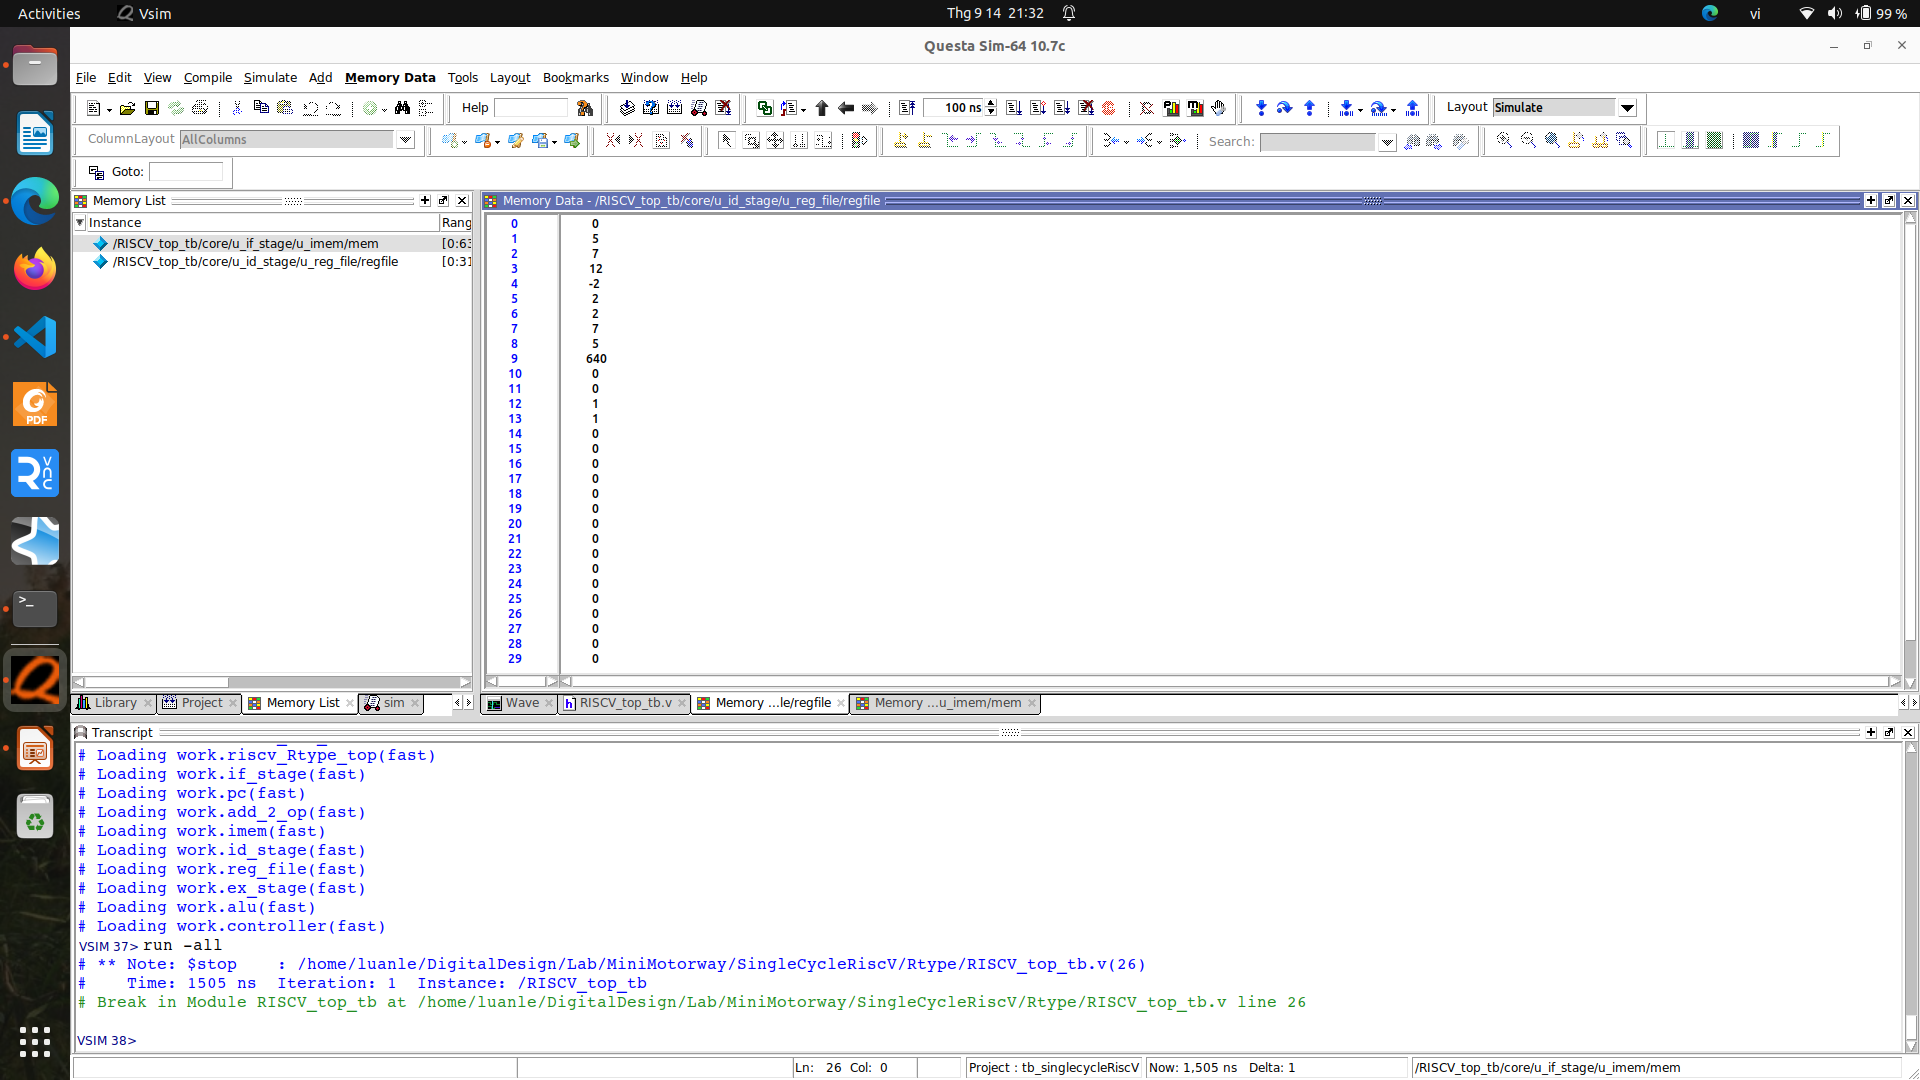 Activities
Vsim
Thg 9 14 21:32
vi
99 %
Questa Sim-64 10.7c
File Edit View Compile Simulate Add Memory Data Tools Layout Bookmarks Window Help
Help
100 ns
Layout Simulate
ColumnLayout AllColumns
Search:
Goto:
Memory List
Instance
Rang
/RISCV_top_tb/core/u_if_stage/u_imem/mem [0:63
/RISCV_top_tb/core/u_id_stage/u_reg_file/regfile [0:31
Memory Data - /RISCV_top_tb/core/u_id_stage/u_reg_file/regfile
0 0
1 5
2 7
3 12
4 -2
5 2
6 2
7 7
8 5
9 640
10 0
11 0
12 1
13 1
14 0
15 0
16 0
17 0
18 0
19 0
20 0
21 0
22 0
23 0
24 0
25 0
26 0
27 0
28 0
29 0
Library
Project
Memory List
sim
Wave
RISCV_top_tb.v
Memory ...le/regfile
Memory ...u_imem/mem
Transcript
# Loading work.riscv_Rtype_top(fast)
# Loading work.if_stage(fast)
# Loading work.pc(fast)
# Loading work.add_2_op(fast)
# Loading work.imem(fast)
# Loading work.id_stage(fast)
# Loading work.reg_file(fast)
# Loading work.ex_stage(fast)
# Loading work.alu(fast)
# Loading work.controller(fast)
VSIM 37> run -all
# ** Note: $stop    : /home/luanle/DigitalDesign/Lab/MiniMotorway/SingleCycleRiscV/Rtype/RISCV_top_tb.v(26)
#    Time: 1505 ns  Iteration: 1  Instance: /RISCV_top_tb
# Break in Module RISCV_top_tb at /home/luanle/DigitalDesign/Lab/MiniMotorway/SingleCycleRiscV/Rtype/RISCV_top_tb.v line 26
VSIM 38>
Ln: 26 Col: 0
Project : tb_singlecycleRiscV
Now: 1,505 ns Delta: 1
/RISCV_top_tb/core/u_if_stage/u_imem/mem
PDF
VNC